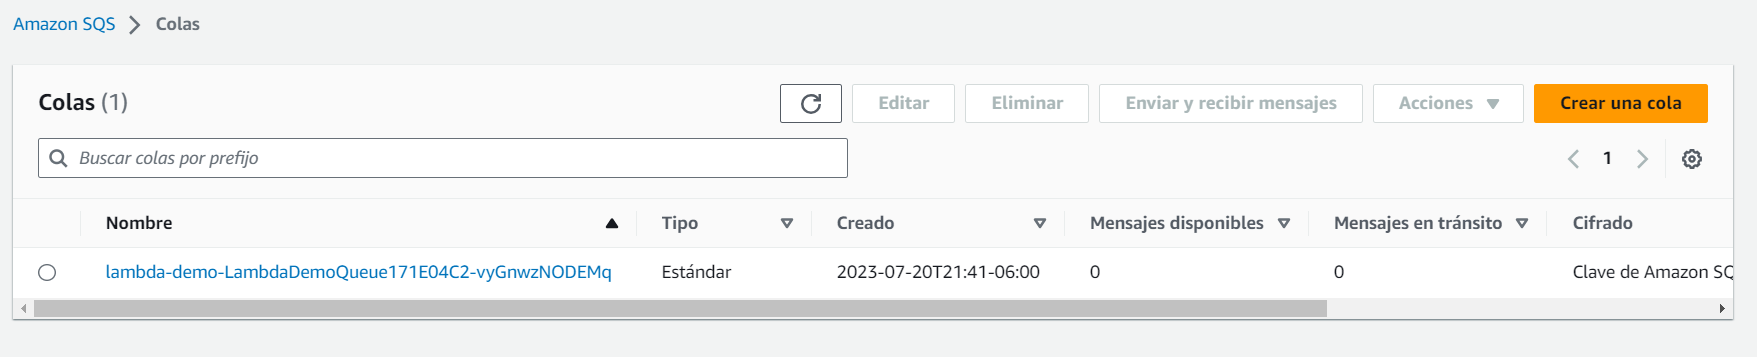 Amazon SQS > Colas
Colas (1)
Editar
Eliminar
Enviar y recibir mensajes
Acciones
Crear una cola
Buscar colas por prefijo
1
Nombre Tipo Creado Mensajes disponibles Mensajes en tránsito Cifrado
lambda-demo-LambdaDemoQueue171E04C2-vyGnwzNODEMq Estándar 2023-07-20T21:41-06:00 0 0 Clave de Amazon SQ